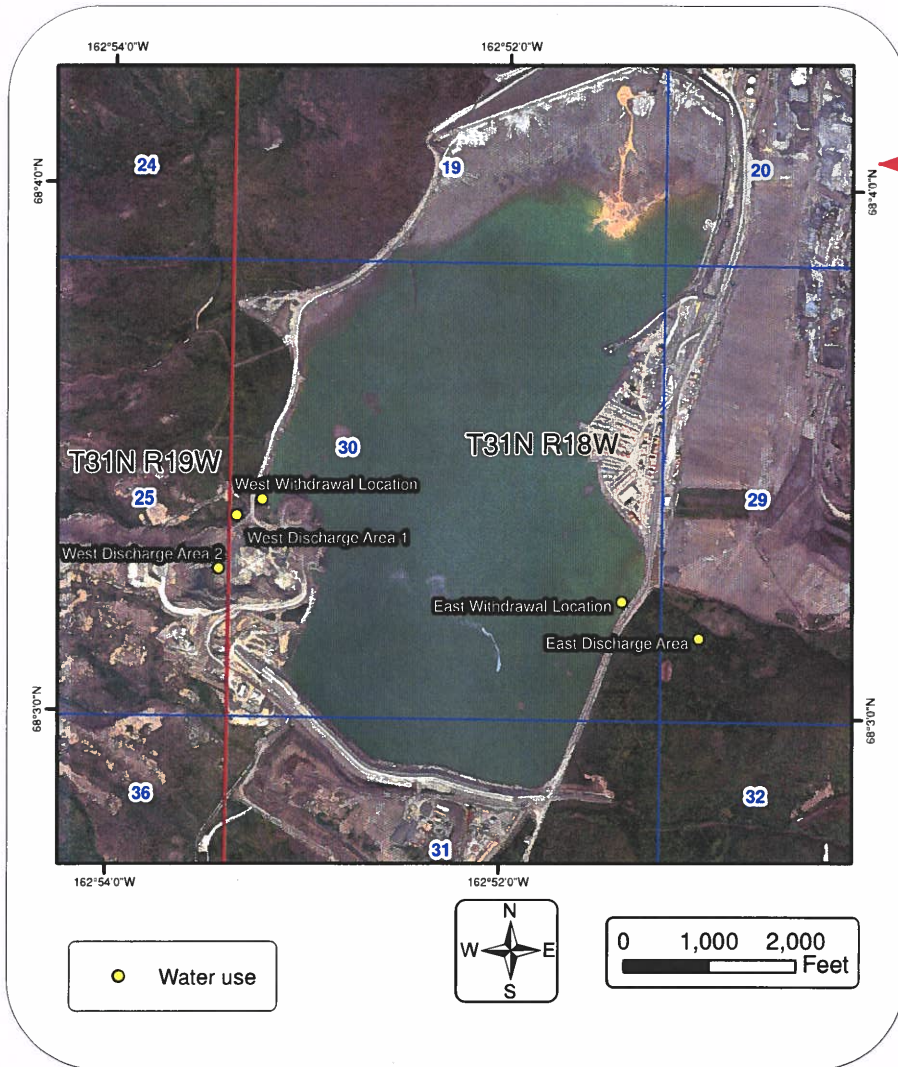 162°54'0"W
162°52'0"W
24
19
20
68°4'0"N
68°4'0"N
30
T31N R18W
T31N R19W
25
West Withdrawal Location
29
West Discharge Area 1
West Discharge Area 2
East Withdrawal Location
East Discharge Area
68°3'0"N
68°3'0"N
36
32
31
162°54'0"W
162°52'0"W
N
W
E
S
0
1,000
2,000
Feet
Water use